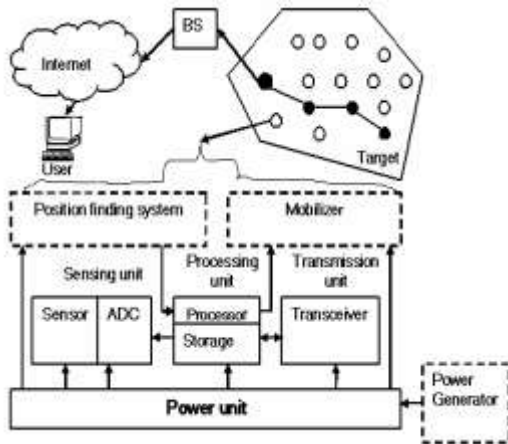 BS
Internet
User
Target
Position finding system
Mobilizer
Sensing unit
Processing
unit
Transmission
unit
Sensor
ADC
Processor
Storage
Transceiver
Power
Generator
Power unit